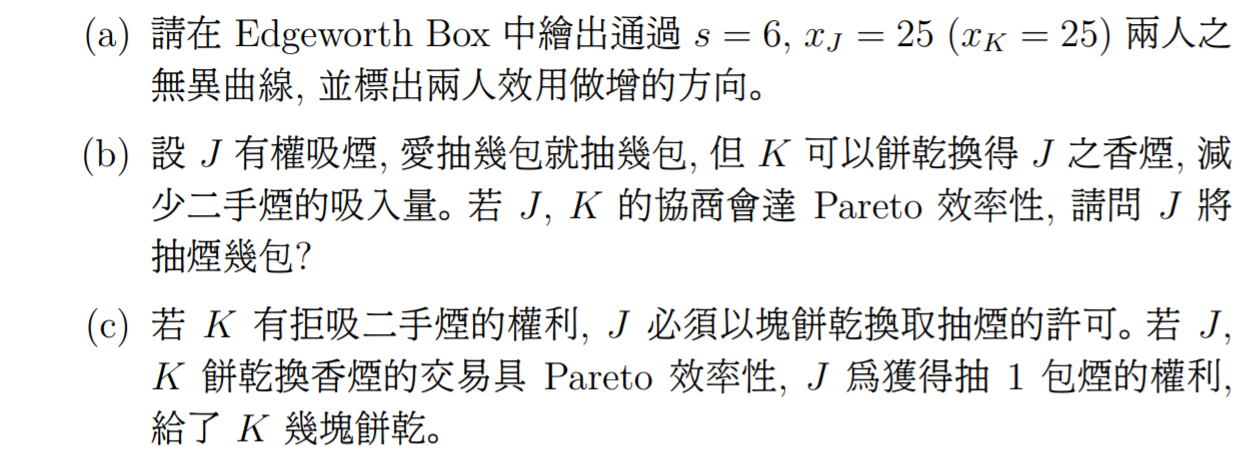 (a) 請在 Edgeworth Box 中繪出通過 s = 6, x_J = 25 (x_K = 25) 兩人之
無異曲線, 並標出兩人效用做增的方向。
(b) 設 J 有權吸煙, 愛抽幾包就抽幾包, 但 K 可以餅乾換得 J 之香煙, 減
少二手煙的吸入量。若 J, K 的協商會達 Pareto 效率性, 請問 J 將
抽煙幾包?
(c) 若 K 有拒吸二手煙的權利, J 必須以塊餅乾換取抽煙的許可。若 J,
K 餅乾換香煙的交易具 Pareto 效率性, J 爲獲得抽 1 包煙的權利,
給了 K 幾塊餅乾。